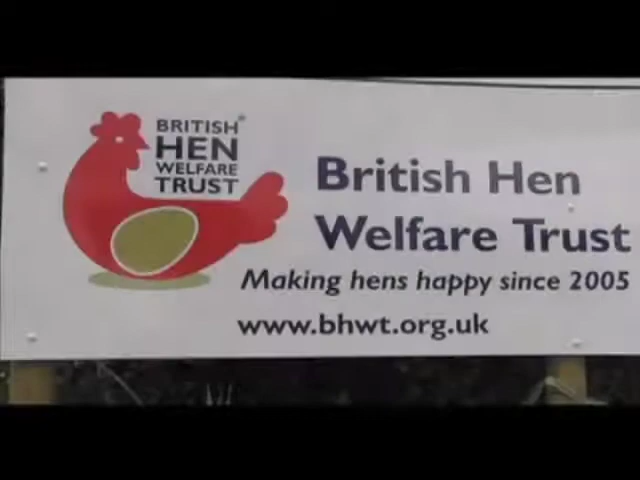 BRITISH
HEN
WELFARE
TRUST
British Hen
Welfare Trust
Making hens happy since 2005
www.bhwt.org.uk